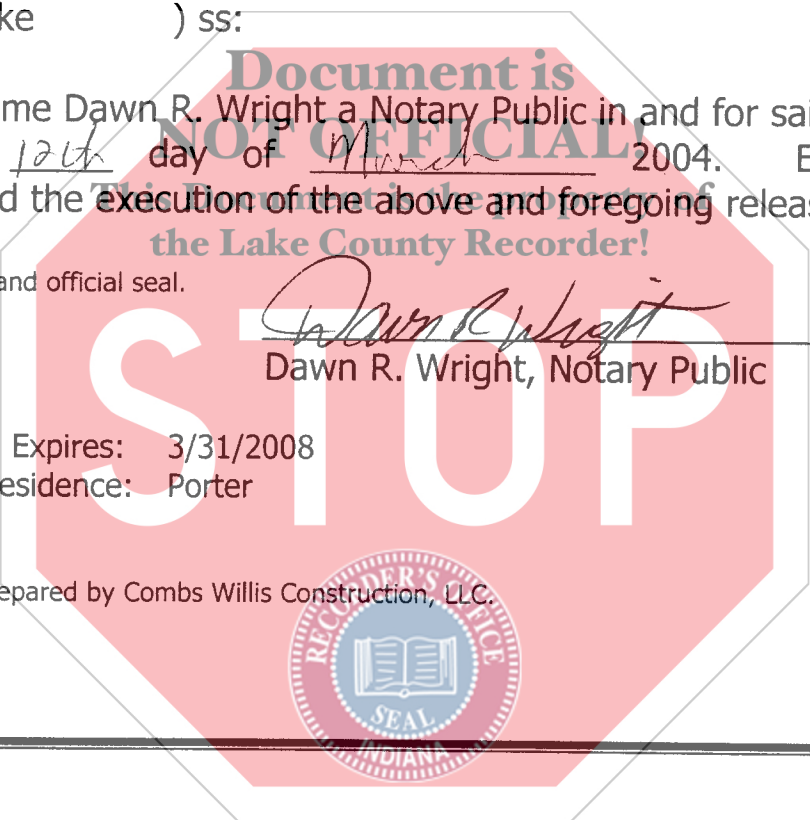 ke ) ss:
Document is
me Dawn R. Wright a Notary Public in and for sai
NOT OFFICIAL!
12th day of March 2004. E
This Document is the property of
d the execution of the above and foregoing releas
the Lake County Recorder!
and official seal.
Dawn R Wright
Dawn R. Wright, Notary Public
STOP
Expires: 3/31/2008
esidence: Porter
epared by Combs Willis Construction, LLC.
RECORDER'S OFFICE
SEAL
INDIANA